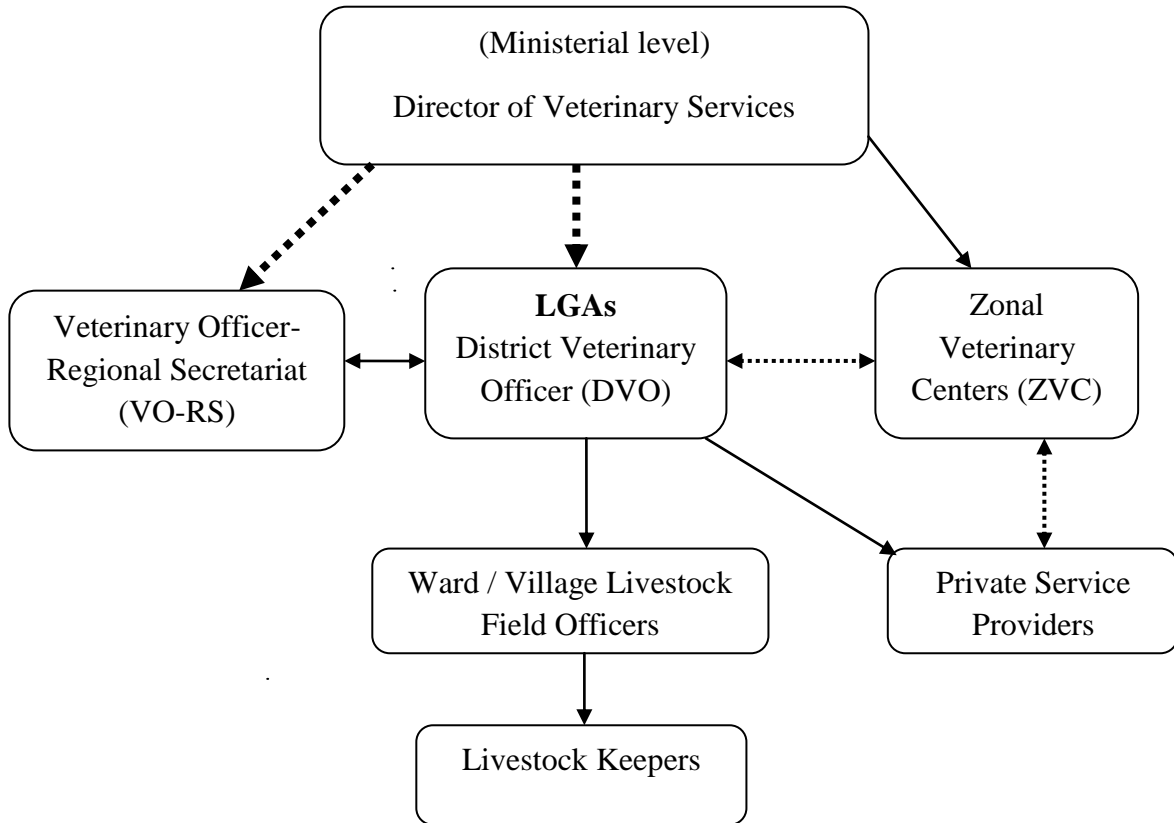 (Ministerial level)
Director of Veterinary Services
Veterinary Officer-
Regional Secretariat
(VO-RS)
LGAs
District Veterinary
Officer (DVO)
Zonal
Veterinary
Centers (ZVC)
Ward / Village Livestock
Field Officers
Private Service
Providers
Livestock Keepers